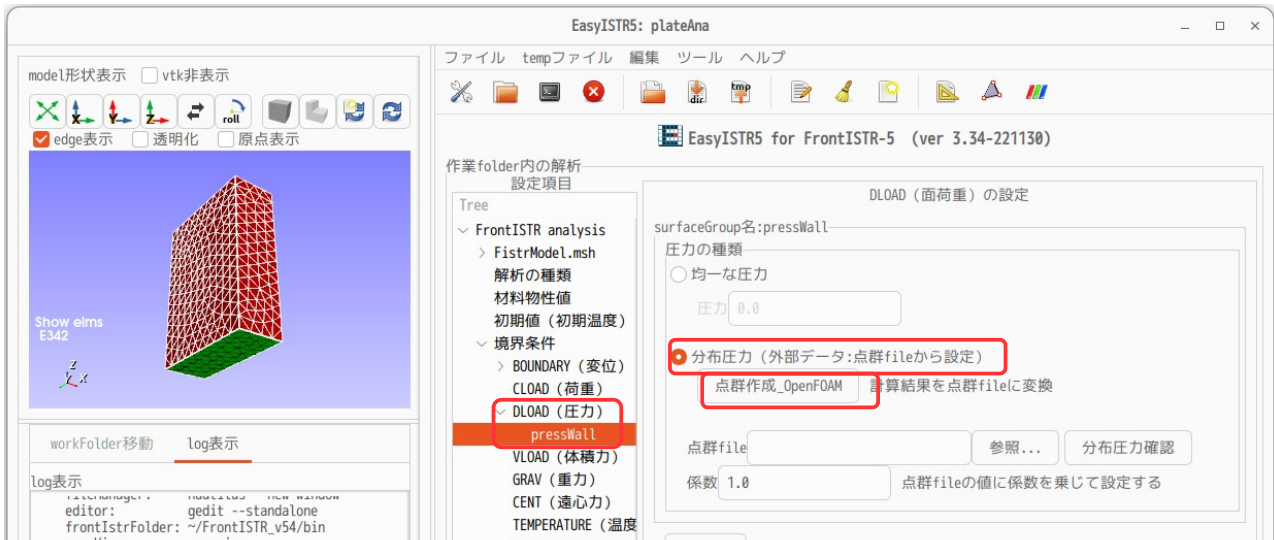 EasyISTR5: plateAna
model形状表示 vtk非表示
X
Y
Z
roll
edge表示 透明化 原点表示
Show elms
E342
Z
Y X
workFolder移動 log表示
log表示
editor: gedit --standalone
frontIstrFolder: ~/FrontISTR_v54/bin
ファイル tempファイル 編集 ツール ヘルプ
dir
tmp
EasyISTR5 for FrontISTR-5 (ver 3.34-221130)
作業folder内の解析
設定項目
Tree
FrontISTR analysis
FistrModel.msh
解析の種類
材料物性値
初期値（初期温度）
境界条件
BOUNDARY（変位）
CLOAD（荷重）
DLOAD（圧力）
pressWall
VLOAD（体積力）
GRAV（重力）
CENT（遠心力）
TEMPERATURE（温度
DLOAD（面荷重）の設定
surfaceGroup名:pressWall
圧力の種類
均一な圧力
圧力 0.0
分布圧力（外部データ:点群fileから設定）
点群作成_OpenFOAM 計算結果を点群fileに変換
点群file 参照... 分布圧力確認
係数 1.0 点群fileの値に係数を乗じて設定する